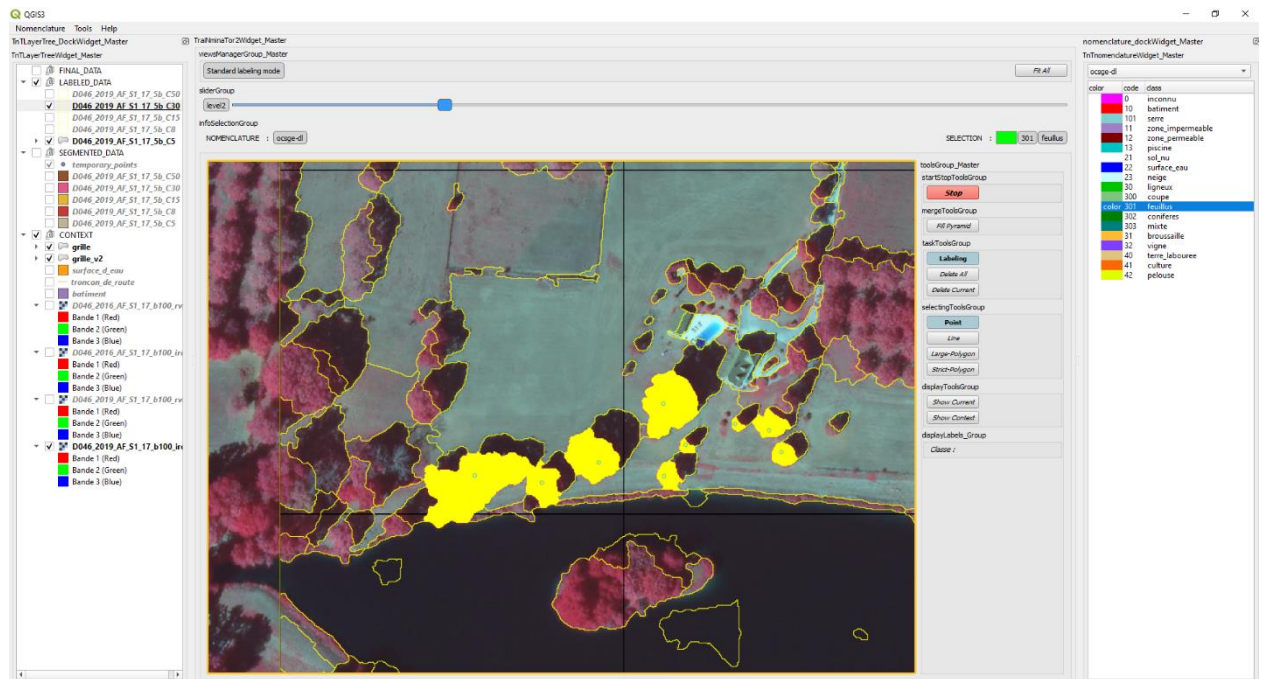 QGIS3
Nomenclature Tools Help
TnTLayerTree_DockWidget_Master
TnTLayerTreeWidget_Master
FINAL_DATA
LABELED_DATA
D046_2019_AF_S1_17_5b_C50
D046_2019_AF_S1_17_5b_C30
D046_2019_AF_S1_17_5b_C15
D046_2019_AF_S1_17_5b_C8
D046_2019_AF_S1_17_5b_C5
SEGMENTED_DATA
temporary_points
D046_2019_AF_S1_17_5b_C50
D046_2019_AF_S1_17_5b_C30
D046_2019_AF_S1_17_5b_C15
D046_2019_AF_S1_17_5b_C8
D046_2019_AF_S1_17_5b_C5
CONTEXT
grille
grille_v2
surface_d_eau
troncon_de_route
batiment
D046_2016_AF_S1_17_b100_rv
Bande 1 (Red)
Bande 2 (Green)
Bande 3 (Blue)
D046_2016_AF_S1_17_b100_ir
Bande 1 (Red)
Bande 2 (Green)
Bande 3 (Blue)
D046_2019_AF_S1_17_b100_rv
Bande 1 (Red)
Bande 2 (Green)
Bande 3 (Blue)
D046_2019_AF_S1_17_b100_ir
Bande 1 (Red)
Bande 2 (Green)
Bande 3 (Blue)
TraiNminaTor2Widget_Master
viewsManagerGroup_Master
Standard labeling mode Fit All
sliderGroup
level2
infoSelectionGroup
NOMENCLATURE : ocsge-dl SELECTION : 301 feuillus
toolsGroup_Master
startStopToolsGroup
Stop
mergeToolsGroup
Fill Pyramid
taskToolsGroup
Labeling
Delete All
Delete Current
selectingToolsGroup
Point
Line
Large-Polygon
Strict-Polygon
displayToolsGroup
Show Current
Show Context
displayLabels_Group
Classe :
nomenclature_dockWidget_Master
TnTnomenclatureWidget_Master
ocsge-dl
color code class
0 inconnu
10 batiment
101 serre
11 zone_impermeable
12 zone_permeable
13 piscine
21 sol_nu
22 surface_eau
23 neige
30 ligneux
300 coupe
color 301 feuillus
302 coniferes
303 mixte
31 broussaille
32 vigne
40 terre_labouree
41 culture
42 pelouse